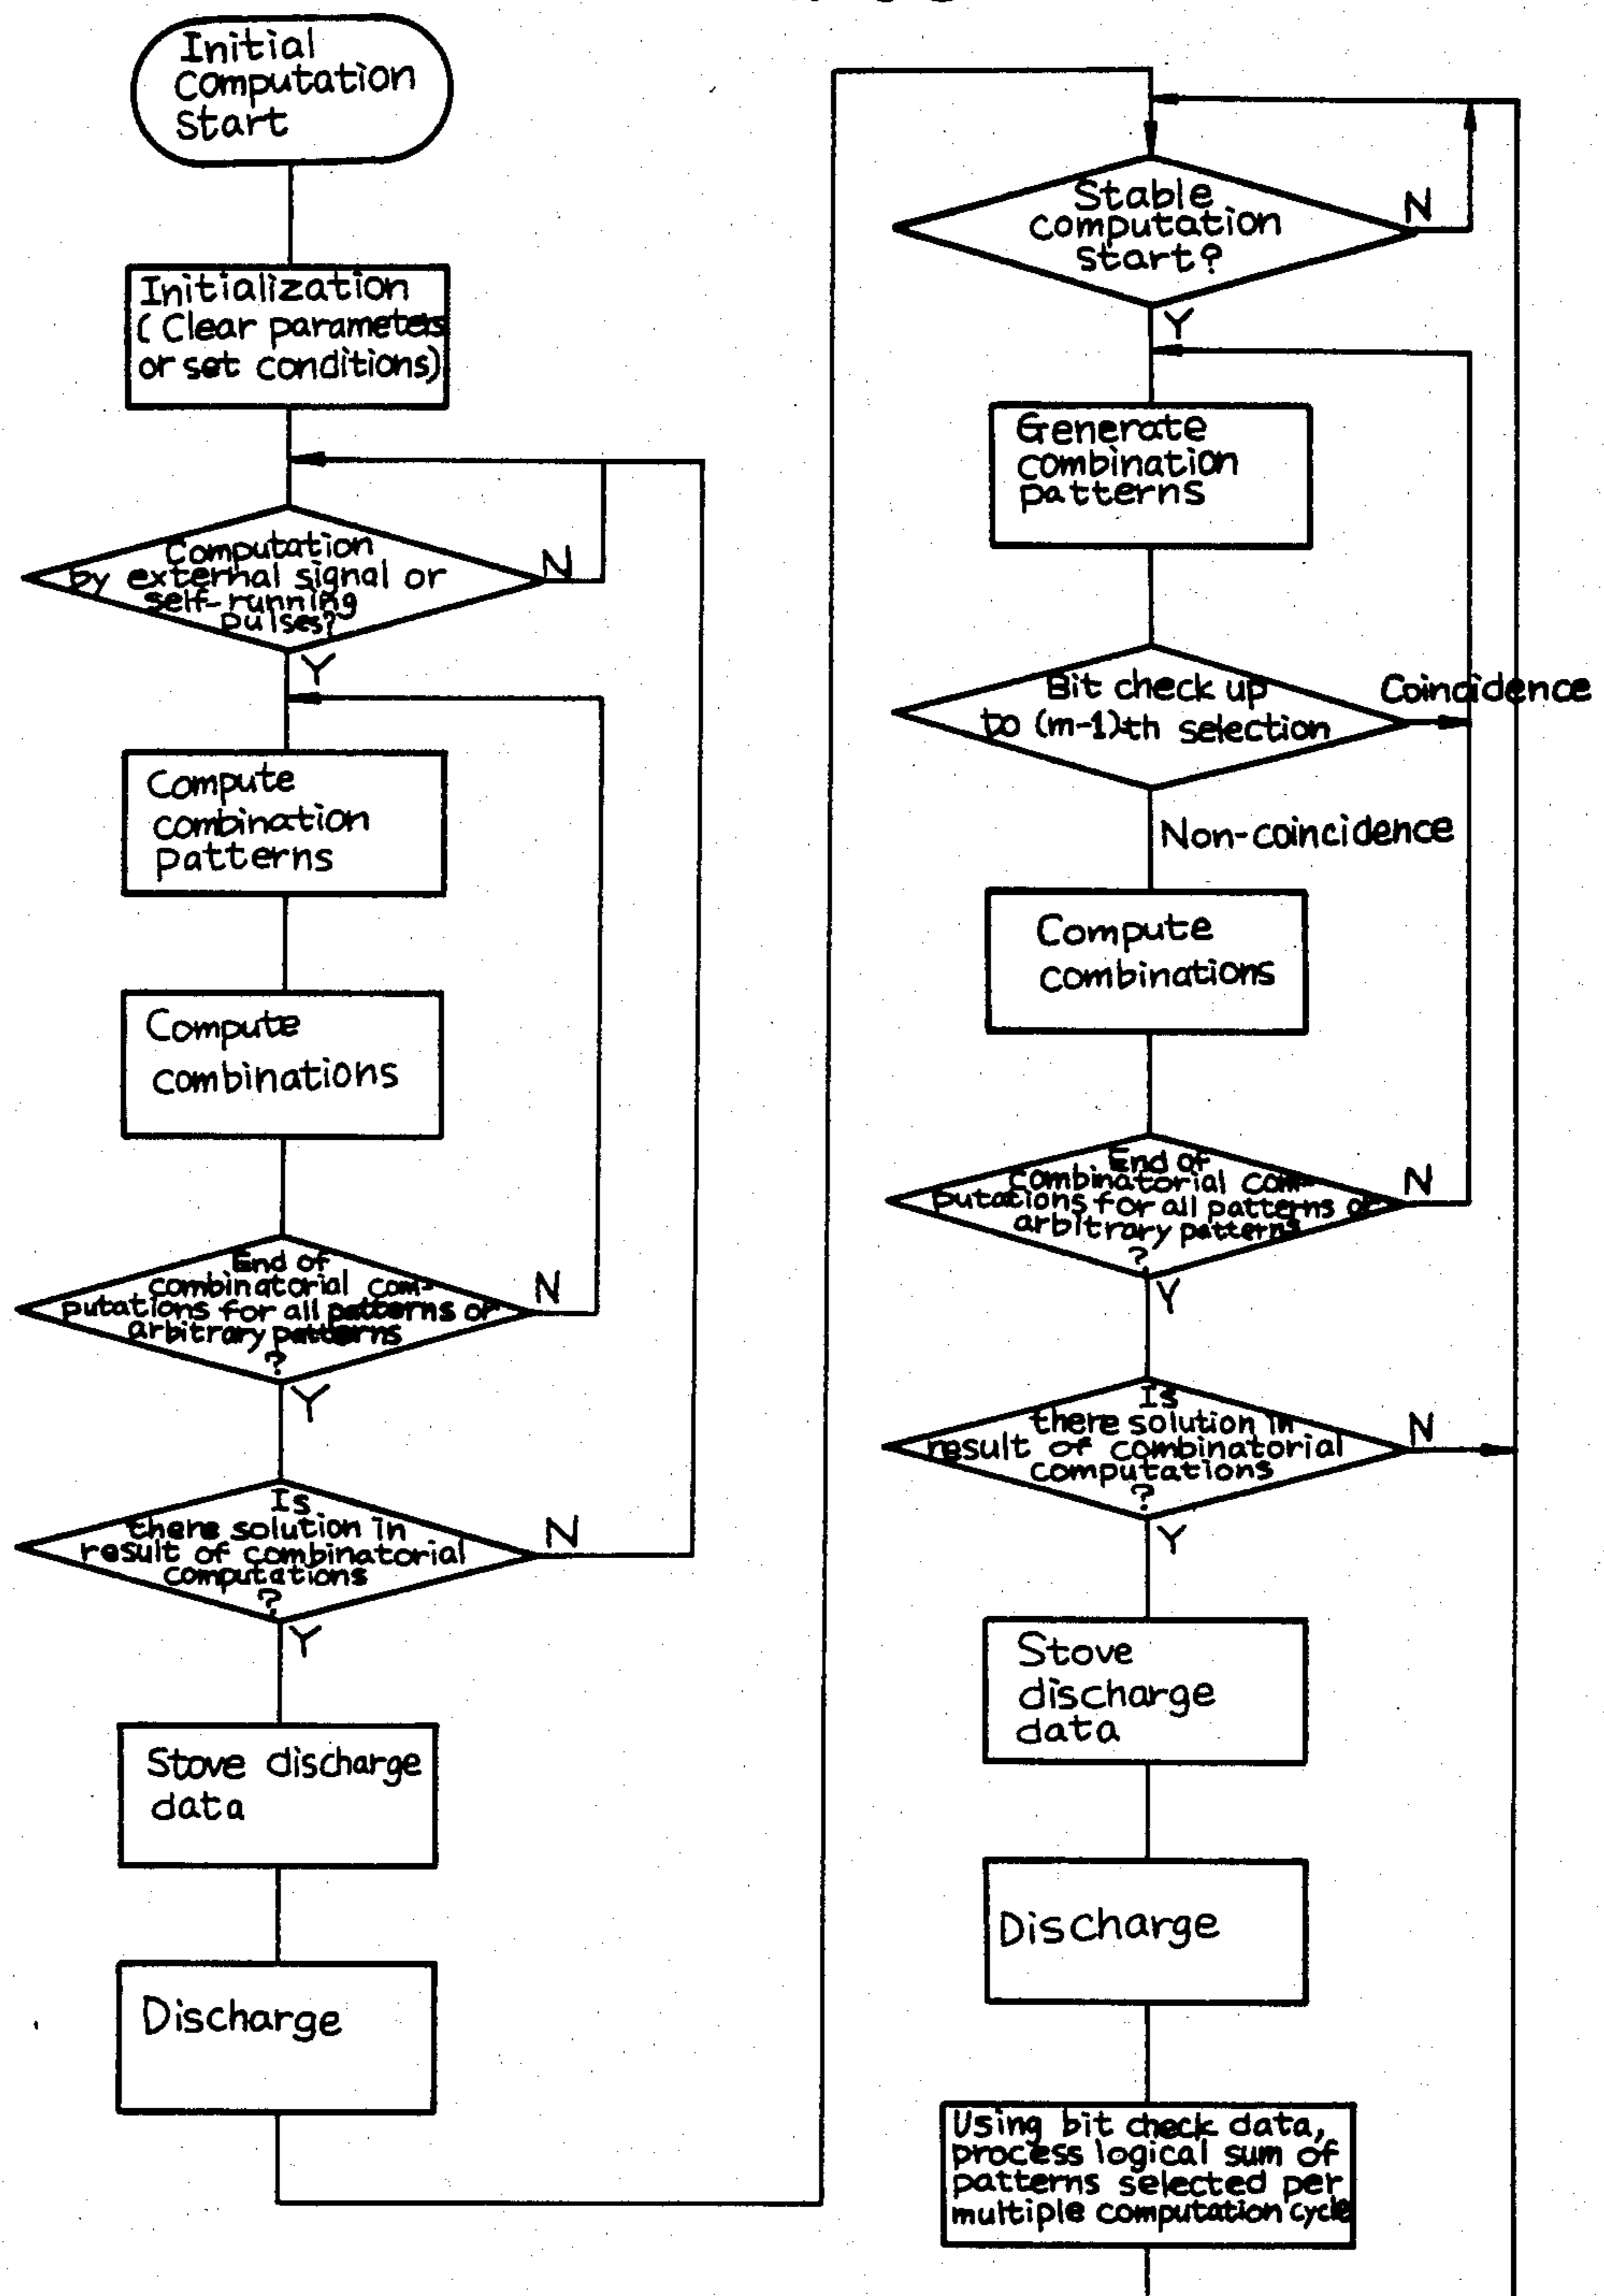 Initial
computation
start
Initialization
( Clear parameters
or set conditions)
Computation
by external signal or
self-running
pulses?
N
Y
Compute
combination
patterns
Compute
combinations
End of
combinatorial com-
putations for all patterns or
arbitrary patterns
?
N
Y
Is
there solution in
result of combinatorial
computations
?
N
Y
Stove discharge
data
Discharge
Stable
computation
start?
N
Y
Generate
combination
patterns
Bit check up
to (m-1)th selection
Coincidence
Non-coincidence
Compute
combinations
End of
combinatorial com-
putations for all patterns or
arbitrary patterns
?
N
Y
Is
there solution in
result of combinatorial
computations
?
N
Y
Stove
discharge
data
Discharge
Using bit check data,
process logical sum of
patterns selected per
multiple computation cycle